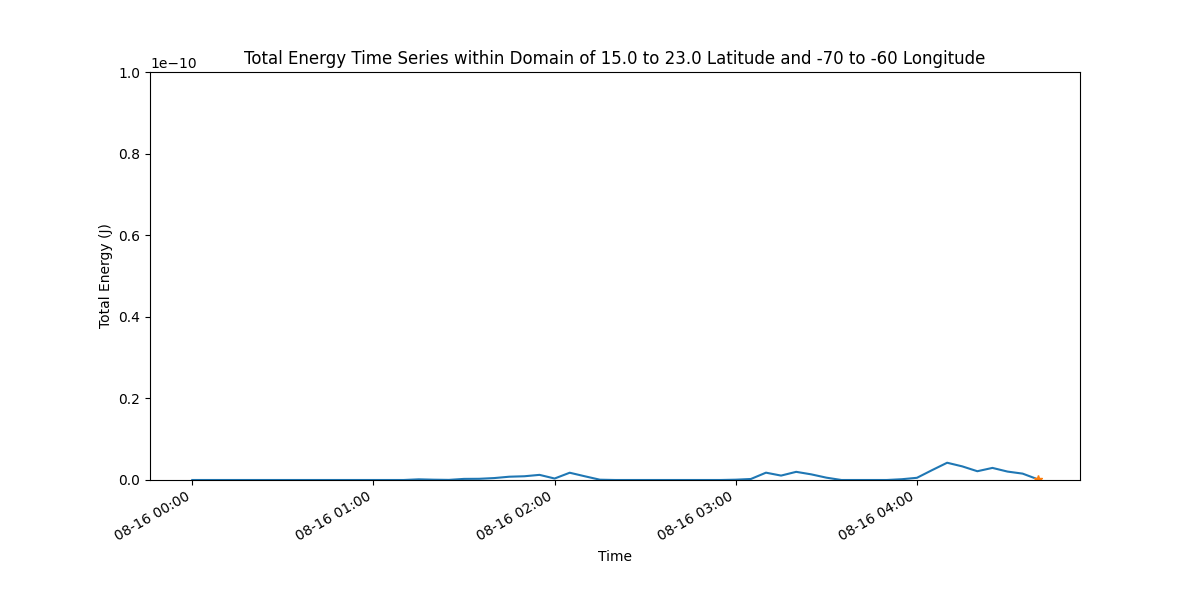 Total Energy Time Series within Domain of 15.0 to 23.0 Latitude and -70 to -60 Longitude
1e−10
1.0
0.8
0.6
0.4
0.2
0.0
Total Energy (J)
08-16 00:00
08-16 01:00
08-16 02:00
08-16 03:00
08-16 04:00
Time